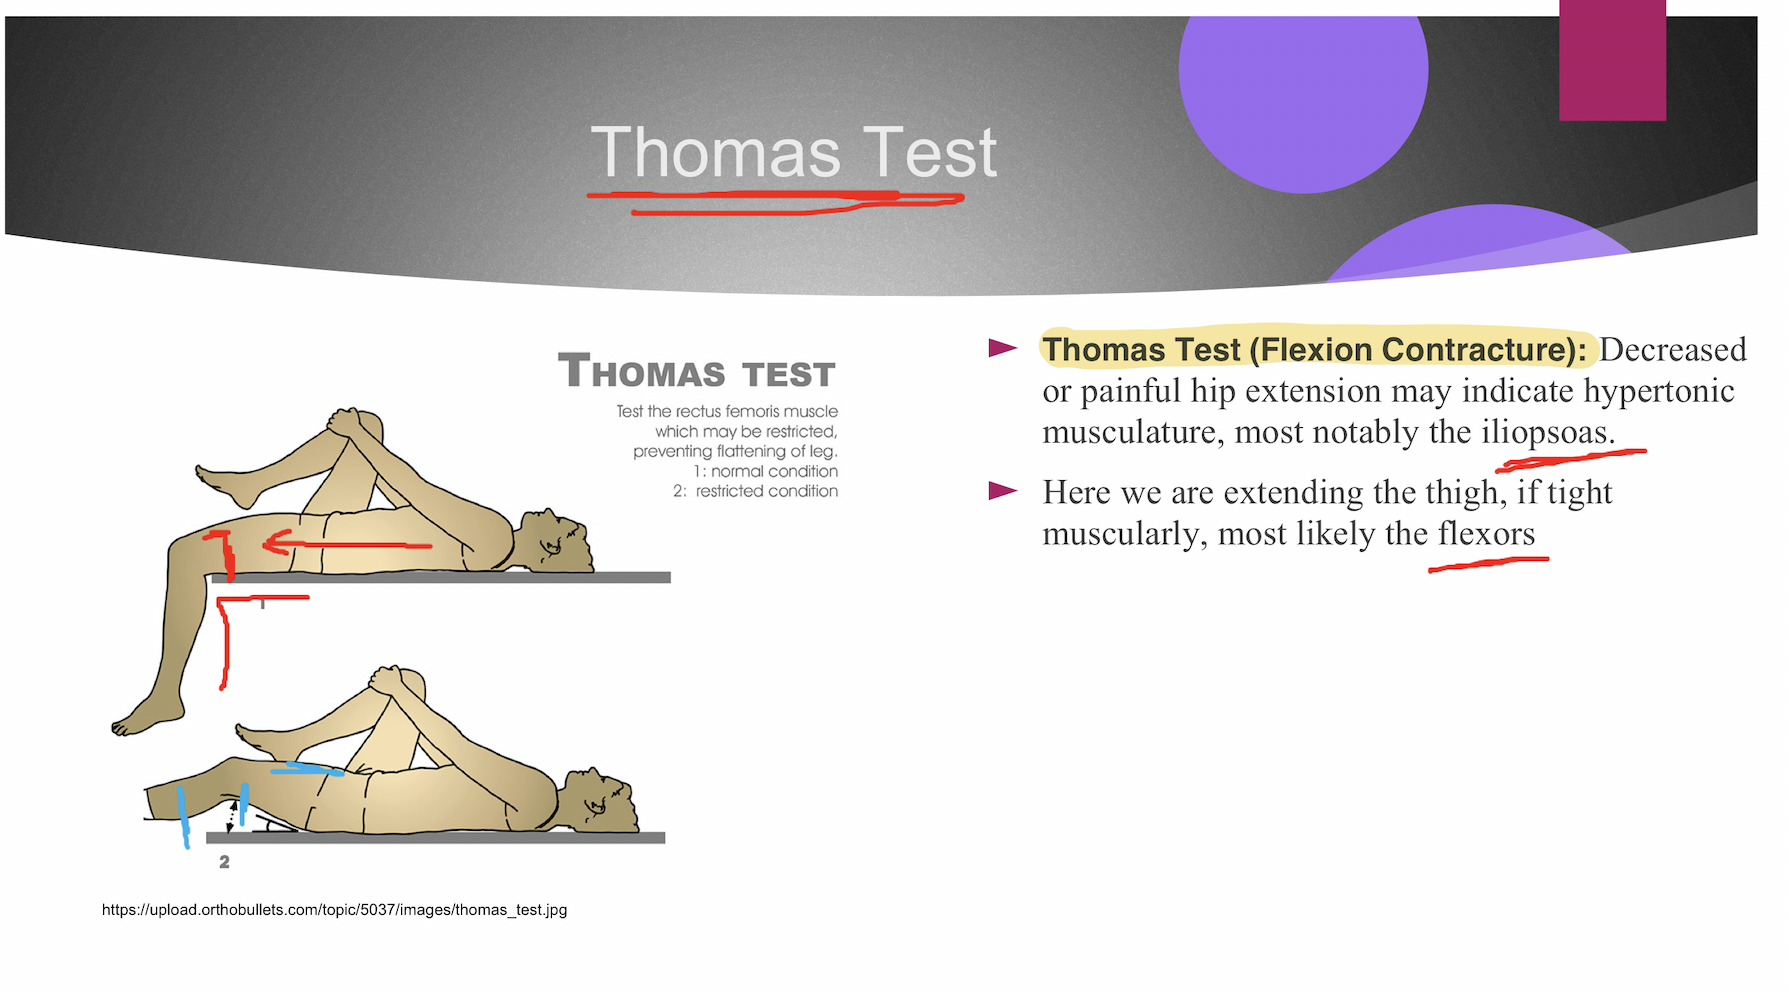 Thomas Test
THOMAS TEST
Test the rectus femoris muscle
which may be restricted,
preventing flattening of leg.
1: normal condition
2: restricted condition
1
2
https://upload.orthobullets.com/topic/5037/images/thomas_test.jpg
Thomas Test (Flexion Contracture): Decreased
or painful hip extension may indicate hypertonic
musculature, most notably the iliopsoas.
Here we are extending the thigh, if tight
muscularly, most likely the flexors